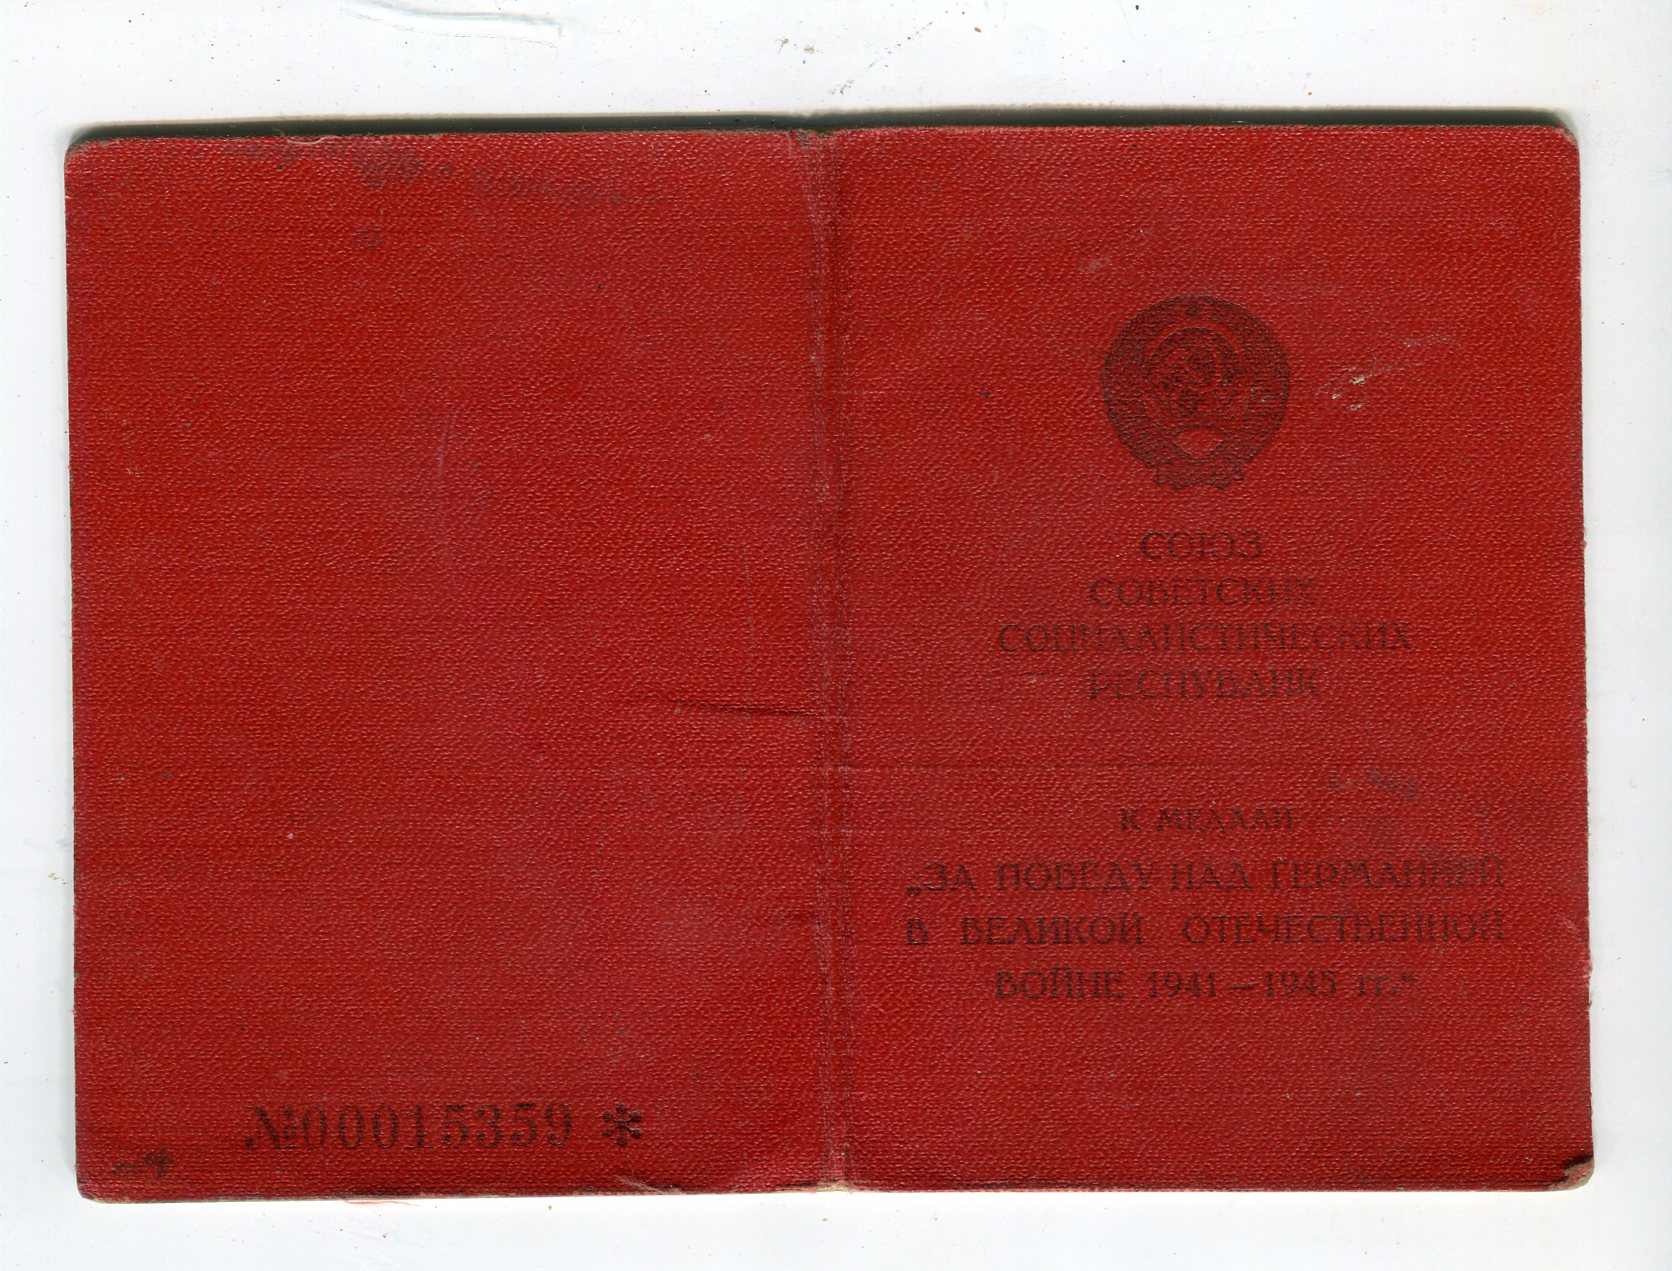 №00015359 *
СОЮЗ
СОВЕТСКИХ
СОЦИАЛИСТИЧЕСКИХ
РЕСПУБЛИК
К МЕДАЛИ
„ЗА ПОБЕДУ НАД ГЕРМАНИЕЙ
В ВЕЛИКОЙ ОТЕЧЕСТВЕННОЙ
ВОЙНЕ 1941—1945 гг.“